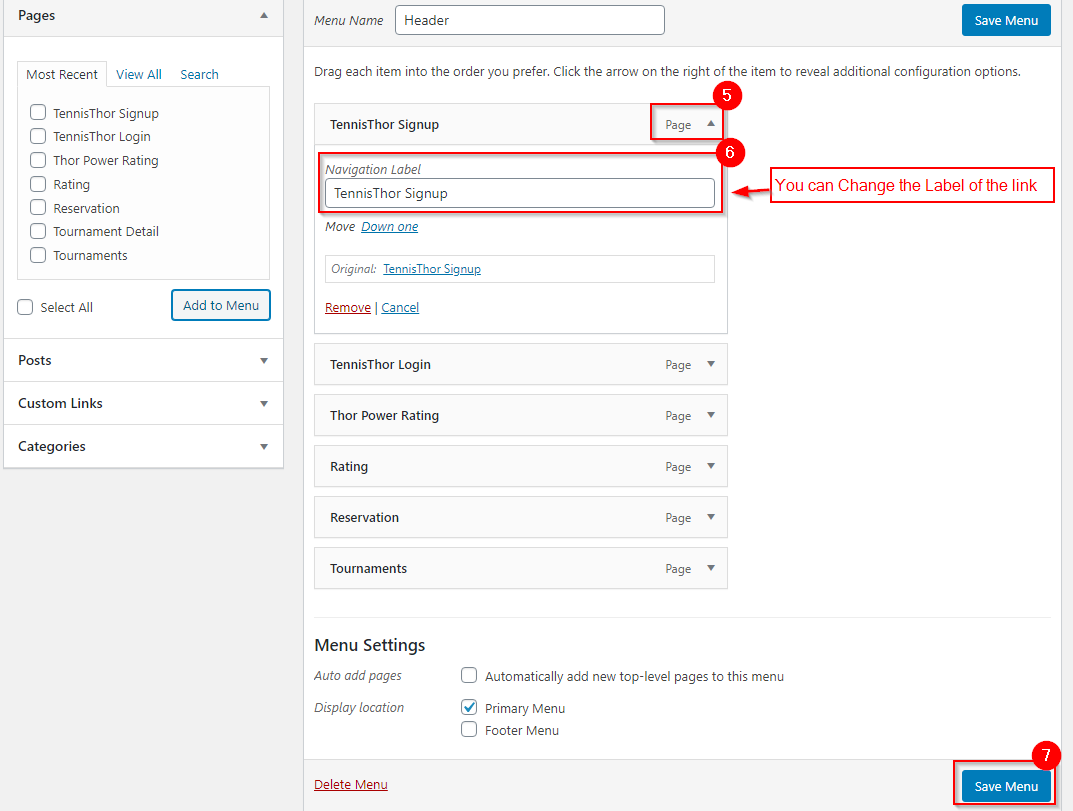 Pages
Most Recent View All Search
TennisThor Signup
TennisThor Login
Thor Power Rating
Rating
Reservation
Tournament Detail
Tournaments
Select All Add to Menu
Posts
Custom Links
Categories
Menu Name Header Save Menu
Drag each item into the order you prefer. Click the arrow on the right of the item to reveal additional configuration options.
5
TennisThor Signup Page
6
Navigation Label
TennisThor Signup
You can Change the Label of the link
Move Down one
Original: TennisThor Signup
Remove | Cancel
TennisThor Login Page
Thor Power Rating Page
Rating Page
Reservation Page
Tournaments Page
Menu Settings
Auto add pages Automatically add new top-level pages to this menu
Display location Primary Menu
Footer Menu
7
Delete Menu Save Menu